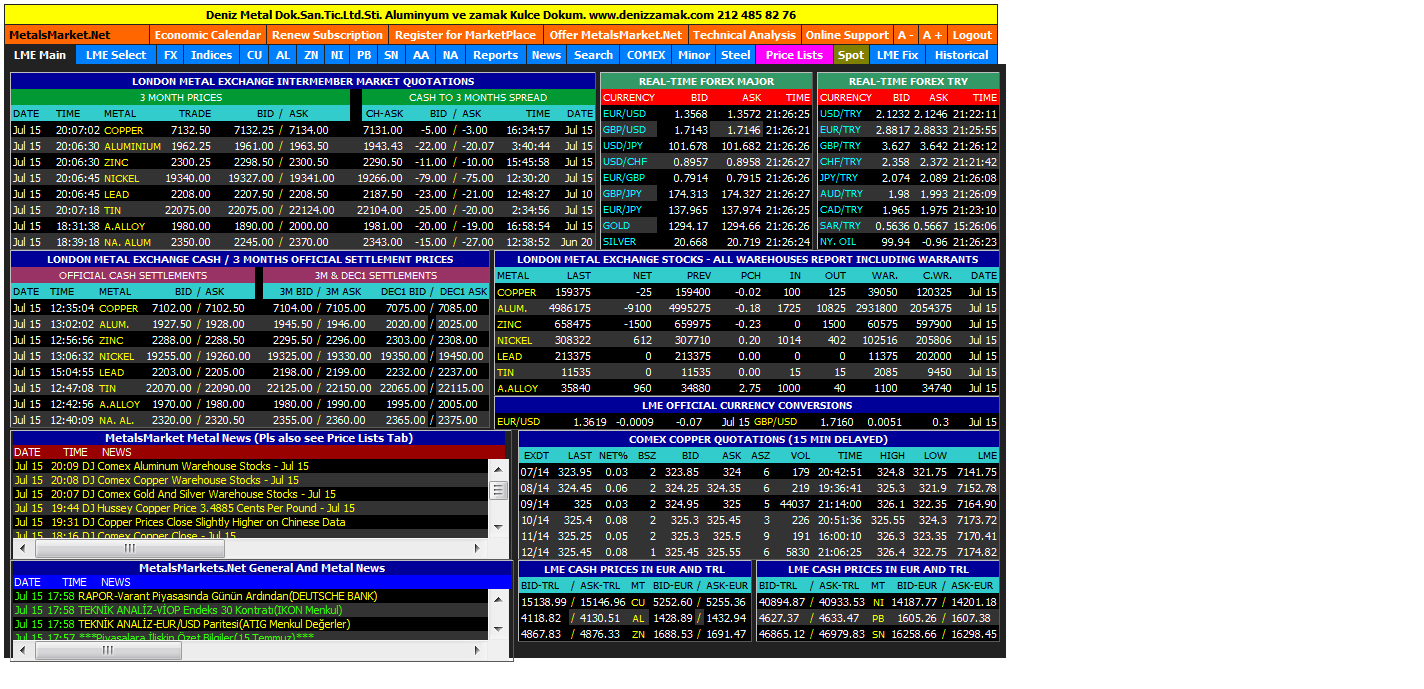 Deniz Metal Dok.San.Tic.Ltd.Sti. Aluminyum ve zamak Kulce Dokum. www.denizzamak.com 212 485 82 76
MetalsMarket.Net Economic Calendar Renew Subscription Register for MarketPlace Offer MetalsMarket.net Technical Analysis Online Support A - A + Logout
LME Main LME Select FX Indices CU AL ZN NI PB SN AA NA Reports News Search COMEX Minor Steel Price Lists Spot LME Fix Historical
LONDON METAL EXCHANGE INTERMEMBER MARKET QUOTATIONS
3 MONTH PRICES CASH TO 3 MONTHS SPREAD
DATE TIME METAL TRADE BID / ASK CH-ASK BID / ASK TIME DATE
Jul 15 20:07:02 COPPER 7132.50 7132.25 / 7134.00 7131.00 -5.00 / -3.00 16:34:57 Jul 15
Jul 15 20:06:30 ALUMINIUM 1962.25 1961.00 / 1963.50 1943.43 -22.00 / -20.07 3:40:44 Jul 15
Jul 15 20:06:30 ZINC 2300.25 2298.50 / 2300.50 2290.50 -11.00 / -10.00 15:45:58 Jul 15
Jul 15 20:06:45 NICKEL 19340.00 19327.00 / 19341.00 19266.00 -79.00 / -75.00 12:30:20 Jul 15
Jul 15 20:06:45 LEAD 2208.00 2207.50 / 2208.50 2187.50 -23.00 / -21.00 12:48:27 Jul 10
Jul 15 20:07:18 TIN 22075.00 22075.00 / 22124.00 22104.00 -25.00 / -20.00 2:34:56 Jul 15
Jul 15 18:31:38 A.ALLOY 1980.00 1890.00 / 2000.00 1981.00 -20.00 / -19.00 16:58:54 Jul 15
Jul 15 18:39:18 NA. ALUM 2350.00 2245.00 / 2370.00 2343.00 -15.00 / -27.00 12:38:52 Jun 20
REAL-TIME FOREX MAJOR
CURRENCY BID ASK TIME
EUR/USD 1.3568 1.3572 21:26:25
GBP/USD 1.7143 1.7146 21:26:21
USD/JPY 101.678 101.682 21:26:26
USD/CHF 0.8957 0.8958 21:26:27
EUR/GBP 0.7914 0.7915 21:26:26
GBP/JPY 174.313 174.327 21:26:27
EUR/JPY 137.965 137.974 21:26:25
GOLD 1294.17 1294.66 21:26:26
SILVER 20.668 20.719 21:26:24
REAL-TIME FOREX TRY
CURRENCY BID ASK TIME
USD/TRY 2.1232 2.1246 21:22:11
EUR/TRY 2.8817 2.8833 21:25:55
GBP/TRY 3.627 3.642 21:26:12
CHF/TRY 2.358 2.372 21:21:42
JPY/TRY 2.074 2.089 21:26:08
AUD/TRY 1.98 1.993 21:26:09
CAD/TRY 1.965 1.975 21:23:10
SAR/TRY 0.5636 0.5667 15:26:06
NY. OIL 99.94 -0.96 21:26:23
LONDON METAL EXCHANGE CASH / 3 MONTHS OFFICIAL SETTLEMENT PRICES
OFFICIAL CASH SETTLEMENTS 3M & DEC1 SETTLEMENTS
DATE TIME METAL BID / ASK 3M BID / 3M ASK DEC1 BID / DEC1 ASK
Jul 15 12:35:04 COPPER 7102.00 / 7102.50 7104.00 / 7105.00 7075.00 / 7085.00
Jul 15 13:02:02 ALUM. 1927.50 / 1928.00 1945.50 / 1946.00 2020.00 / 2025.00
Jul 15 12:56:56 ZINC 2288.00 / 2288.50 2295.50 / 2296.00 2303.00 / 2308.00
Jul 15 13:06:32 NICKEL 19255.00 / 19260.00 19325.00 / 19330.00 19350.00 / 19450.00
Jul 15 15:04:55 LEAD 2203.00 / 2205.00 2198.00 / 2199.00 2232.00 / 2237.00
Jul 15 12:47:08 TIN 22070.00 / 22090.00 22125.00 / 22150.00 22065.00 / 22115.00
Jul 15 12:42:56 A.ALLOY 1970.00 / 1980.00 1980.00 / 1990.00 1995.00 / 2005.00
Jul 15 12:40:09 NA. AL. 2320.00 / 2320.50 2355.00 / 2360.00 2365.00 / 2375.00
LONDON METAL EXCHANGE STOCKS - ALL WAREHOUSES REPORT INCLUDING WARRANTS
METAL LAST NET PREV PCH IN OUT WAR. C.WR. DATE
COPPER 159375 -25 159400 -0.02 100 125 39050 120325 Jul 15
ALUM. 4986175 -9100 4995275 -0.18 1725 10825 2931800 2054375 Jul 15
ZINC 658475 -1500 659975 -0.23 0 1500 60575 597900 Jul 15
NICKEL 308322 612 307710 0.20 1014 402 102516 205806 Jul 15
LEAD 213375 0 213375 0.00 0 0 11375 202000 Jul 15
TIN 11535 0 11535 0.00 15 15 2085 9450 Jul 15
A.ALLOY 35840 960 34880 2.75 1000 40 1100 34740 Jul 15
LME OFFICIAL CURRENCY CONVERSIONS
EUR/USD 1.3619 -0.0009 -0.07 Jul 15 GBP/USD 1.7160 0.0051 0.3 Jul 15
MetalsMarket Metal News (Pls also see Price Lists Tab)
DATE TIME NEWS
Jul 15 20:09 DJ Comex Aluminum Warehouse Stocks - Jul 15
Jul 15 20:08 DJ Comex Copper Warehouse Stocks - Jul 15
Jul 15 20:07 DJ Comex Gold And Silver Warehouse Stocks - Jul 15
Jul 15 19:44 DJ Hussey Copper Price 3.4885 Cents Per Pound - Jul 15
Jul 15 19:31 DJ Copper Prices Close Slightly Higher on Chinese Data
Jul 15 18:16 DJ Comex Copper Close - Jul 15
COMEX COPPER QUOTATIONS (15 MIN DELAYED)
EXDT LAST NET% BSZ BID ASK ASZ VOL TIME HIGH LOW LME
07/14 323.95 0.03 2 323.85 324 6 179 20:42:51 324.8 321.75 7141.75
08/14 324.45 0.06 2 324.25 324.35 6 219 19:36:41 325.3 321.9 7152.78
09/14 325 0.03 2 324.95 325 5 44037 21:14:00 326.1 322.35 7164.90
10/14 325.4 0.08 2 325.3 325.45 3 226 20:51:36 325.55 324.3 7173.72
11/14 325.25 0.05 2 325.3 325.5 9 191 16:00:10 326.3 323.35 7170.41
12/14 325.45 0.08 1 325.45 325.55 6 5830 21:06:25 326.4 322.75 7174.82
MetalsMarkets.Net General And Metal News
DATE TIME NEWS
Jul 15 17:58 RAPOR-Varant Piyasasında Günün Ardından(DEUTSCHE BANK)
Jul 15 17:58 TEKNİK ANALİZ-VİOP Endeks 30 Kontratı(IKON Menkul)
Jul 15 17:58 TEKNİK ANALİZ-EUR/USD Paritesi(ATIG Menkul Değerler)
Jul 15 17:57 ***Piyasalara İlişkin Özet Bilgiler(15 Temmuz)***
LME CASH PRICES IN EUR AND TRL
BID-TRL / ASK-TRL MT BID-EUR / ASK-EUR
15138.99 / 15146.96 CU 5252.60 / 5255.36
4118.82 / 4130.51 AL 1428.89 / 1432.94
4867.83 / 4876.33 ZN 1688.53 / 1691.47
LME CASH PRICES IN EUR AND TRL
BID-TRL / ASK-TRL MT BID-EUR / ASK-EUR
40894.87 / 40933.53 NI 14187.77 / 14201.18
4627.37 / 4633.47 PB 1605.26 / 1607.38
46865.12 / 46979.83 SN 16258.66 / 16298.45